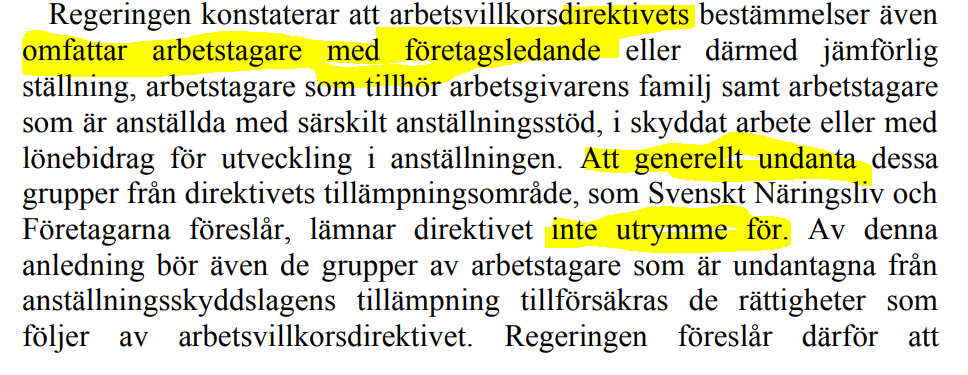 Regeringen konstaterar att arbetsvillkorsdirektivets bestämmelser även
omfattar arbetstagare med företagsledande eller därmed jämförlig
ställning, arbetstagare som tillhör arbetsgivarens familj samt arbetstagare
som är anställda med särskilt anställningsstöd, i skyddat arbete eller med
lönebidrag för utveckling i anställningen. Att generellt undanta dessa
grupper från direktivets tillämpningsområde, som Svenskt Näringsliv och
Företagarna föreslår, lämnar direktivet inte utrymme för. Av denna
anledning bör även de grupper av arbetstagare som är undantagna från
anställningsskyddslagens tillämpning tillförsäkras de rättigheter som
följer av arbetsvillkorsdirektivet. Regeringen föreslår därför att